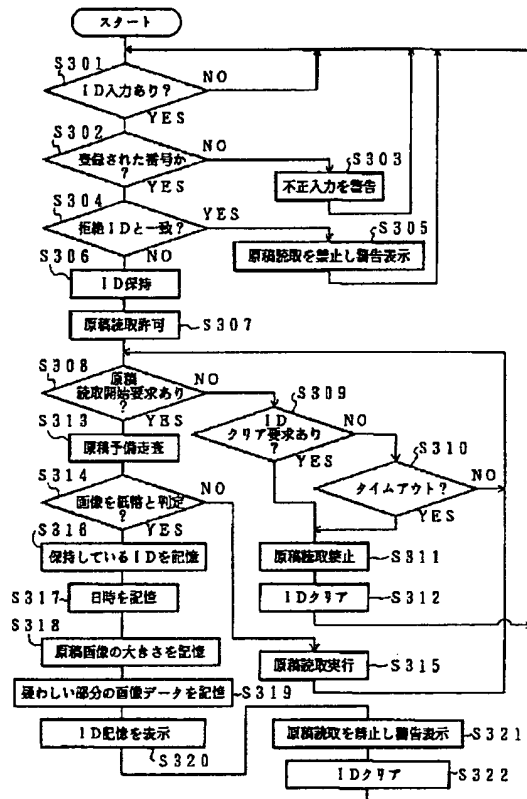 スタート
S301
ID入力あり?
NO
YES
S302
登録された番号か
?
NO
YES
S303
不正入力を警告
S304
拒絶IDと一致?
YES
NO
S305
原稿読取を禁止し警告表示
S306
ID保持
原稿読取許可
S307
S308
原稿
読取開始要求あり
?
NO
YES
S309
ID
クリア要求あり
?
NO
YES
S310
タイムアウト?
NO
YES
S313
原稿予備走査
S314
画像を紙幣と判定
?
NO
YES
原稿読取禁止
S311
IDクリア
S312
S316
保持しているIDを記憶
S317
日時を記憶
S318
原稿画像の大きさを記憶
原稿読取実行
S315
疑わしい部分の画像データを記憶
S319
ID記憶を表示
S320
原稿読取を禁止し警告表示
S321
IDクリア
S322